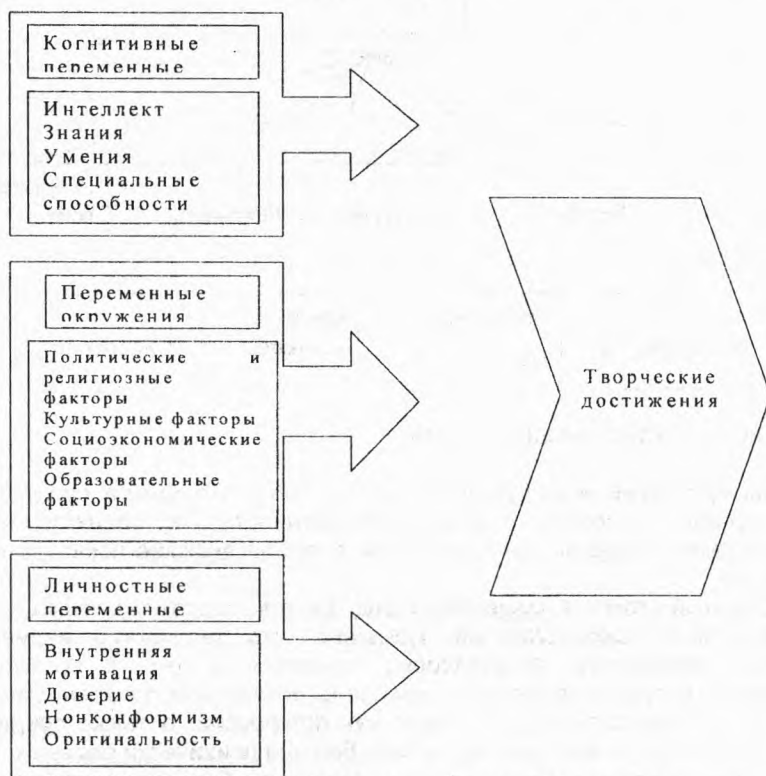 Когнитивные
переменные
Интеллект
Знания
Умения
Специальные
способности
Переменные
окружения
Политические и
религиозные
факторы
Культурные факторы
Социоэкономические
факторы
Образовательные
факторы
Творческие
достижения
Личностные
переменные
Внутренняя
мотивация
Доверие
Нонконформизм
Оригинальность